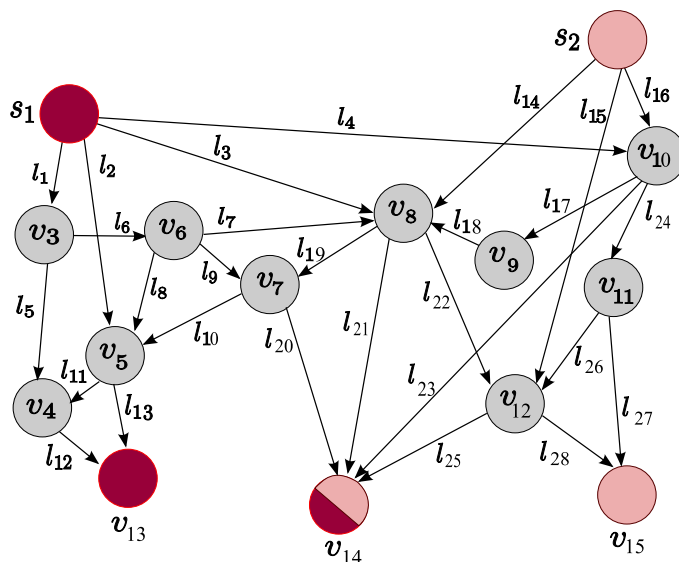 s₂
l₁₄
l₁₆
s₁
l₁₅
l₄
l₃
v₁₀
l₂
l₁
l₁₇
v₈
l₆
l₇
l₁₈
l₂₄
v₃
v₆
l₁₉
v₉
l₉
l₈
v₇
v₁₁
l₅
l₂₂
l₁₀
l₂₀
l₂₁
v₅
l₂₆
l₁₁
l₂₃
v₄
l₁₃
v₁₂
l₂₇
l₁₂
l₂₅
l₂₈
v₁₃
v₁₄
v₁₅